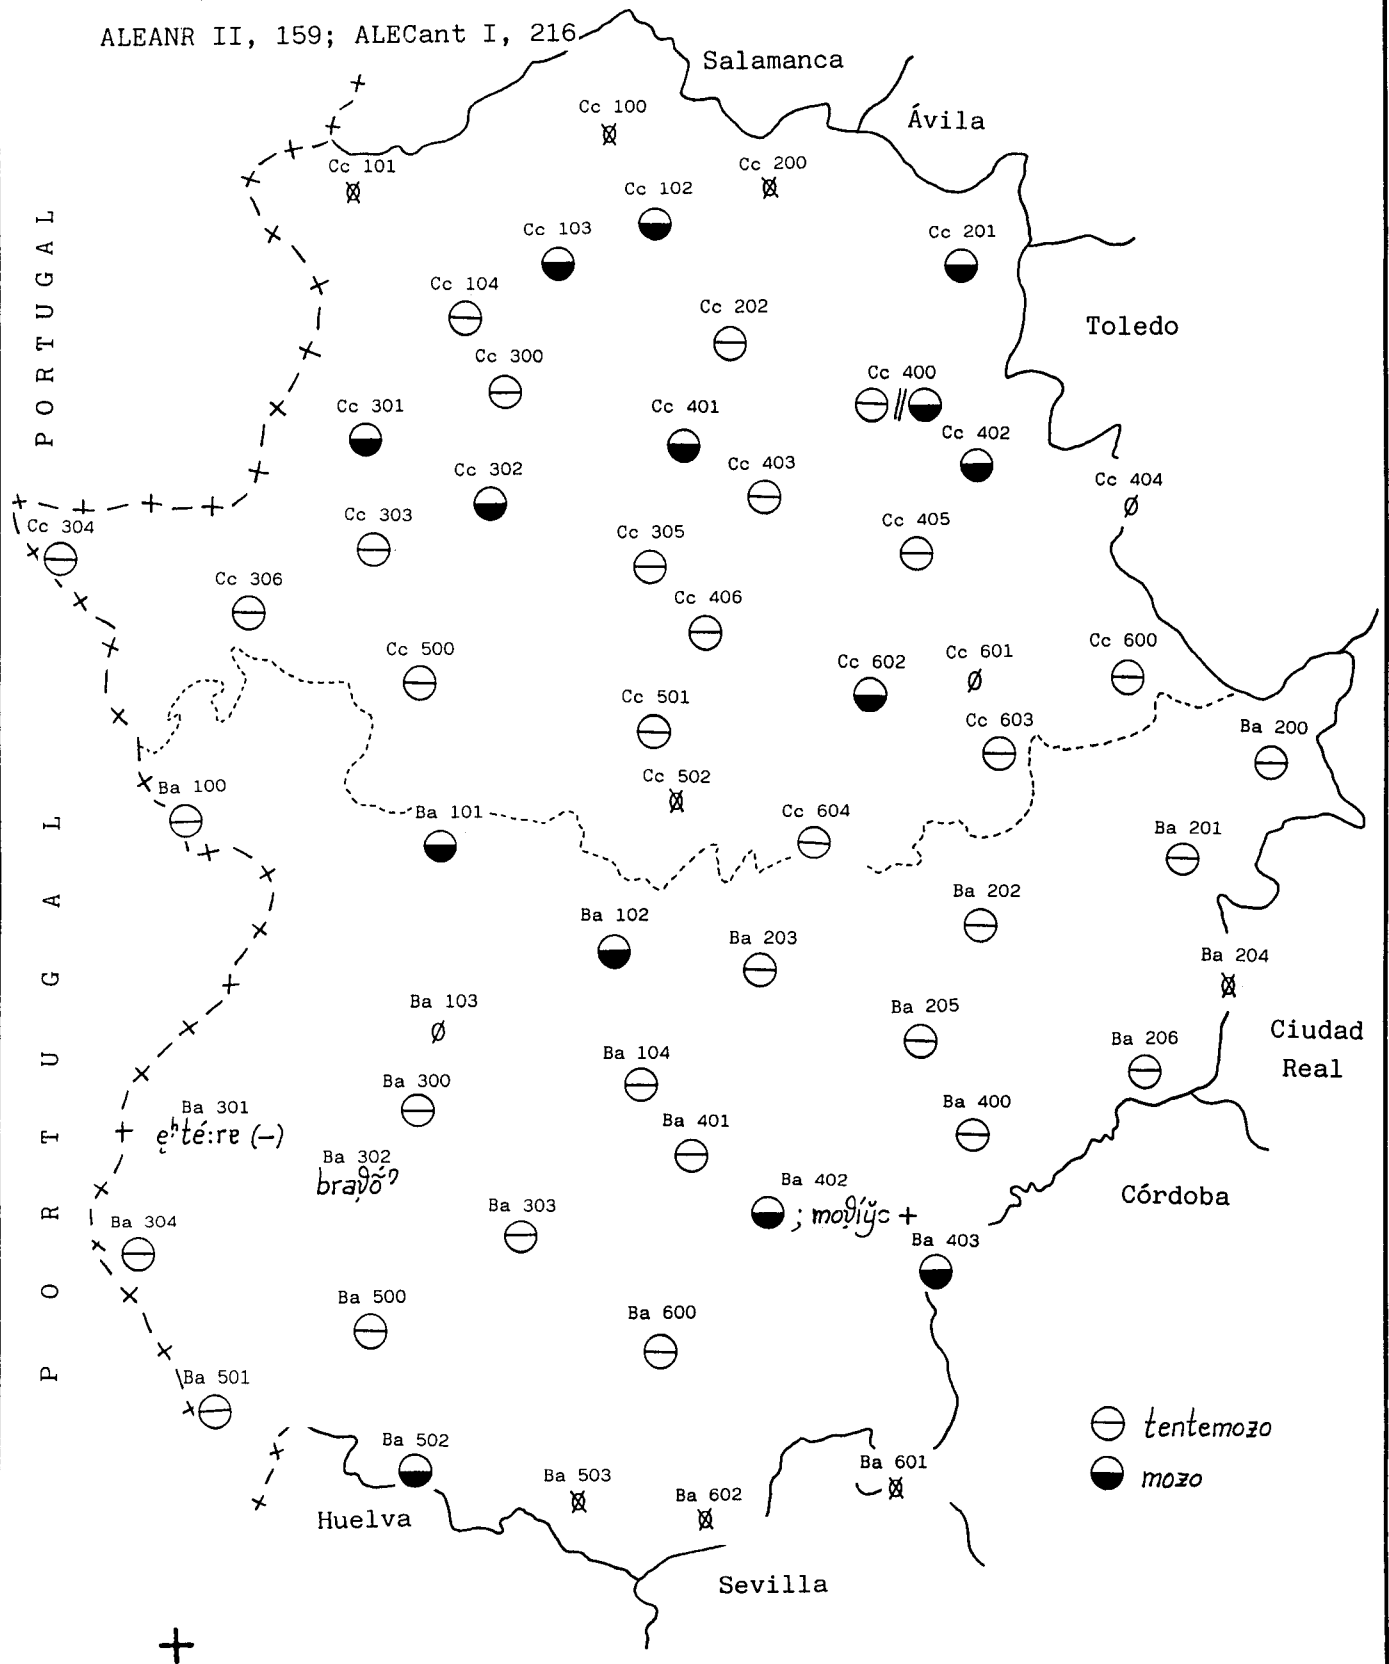 ALEANR II, 159; ALECant I, 216
Salamanca
Ávila
Cc 100
Cc 101
Cc 200
Cc 102
Cc 103
Cc 201
Cc 104
Cc 202
Toledo
Cc 300
Cc 400
Cc 301
Cc 401
Cc 402
Cc 302
Cc 403
Cc 404
PORTUGAL
Cc 303
Cc 304
Cc 305
Cc 405
Cc 306
Cc 406
Cc 500
Cc 602
Cc 601
Cc 600
Cc 501
Cc 603
Ba 200
Cc 502
Ba 100
Ba 101
Cc 604
Ba 201
Ba 202
Ba 102
Ba 203
Ba 204
Ba 103
Ba 205
Ciudad
Real
Ba 206
Ba 104
Ba 300
Ba 301
Ba 400
Ba 401
PORTUGAL
Ba 302
Ba 402
Córdoba
; +
Ba 303
Ba 304
Ba 403
Ba 500
Ba 600
Ba 501
tentemozo
mozo
Ba 502
Ba 503
Ba 601
Ba 602
Huelva
Sevilla